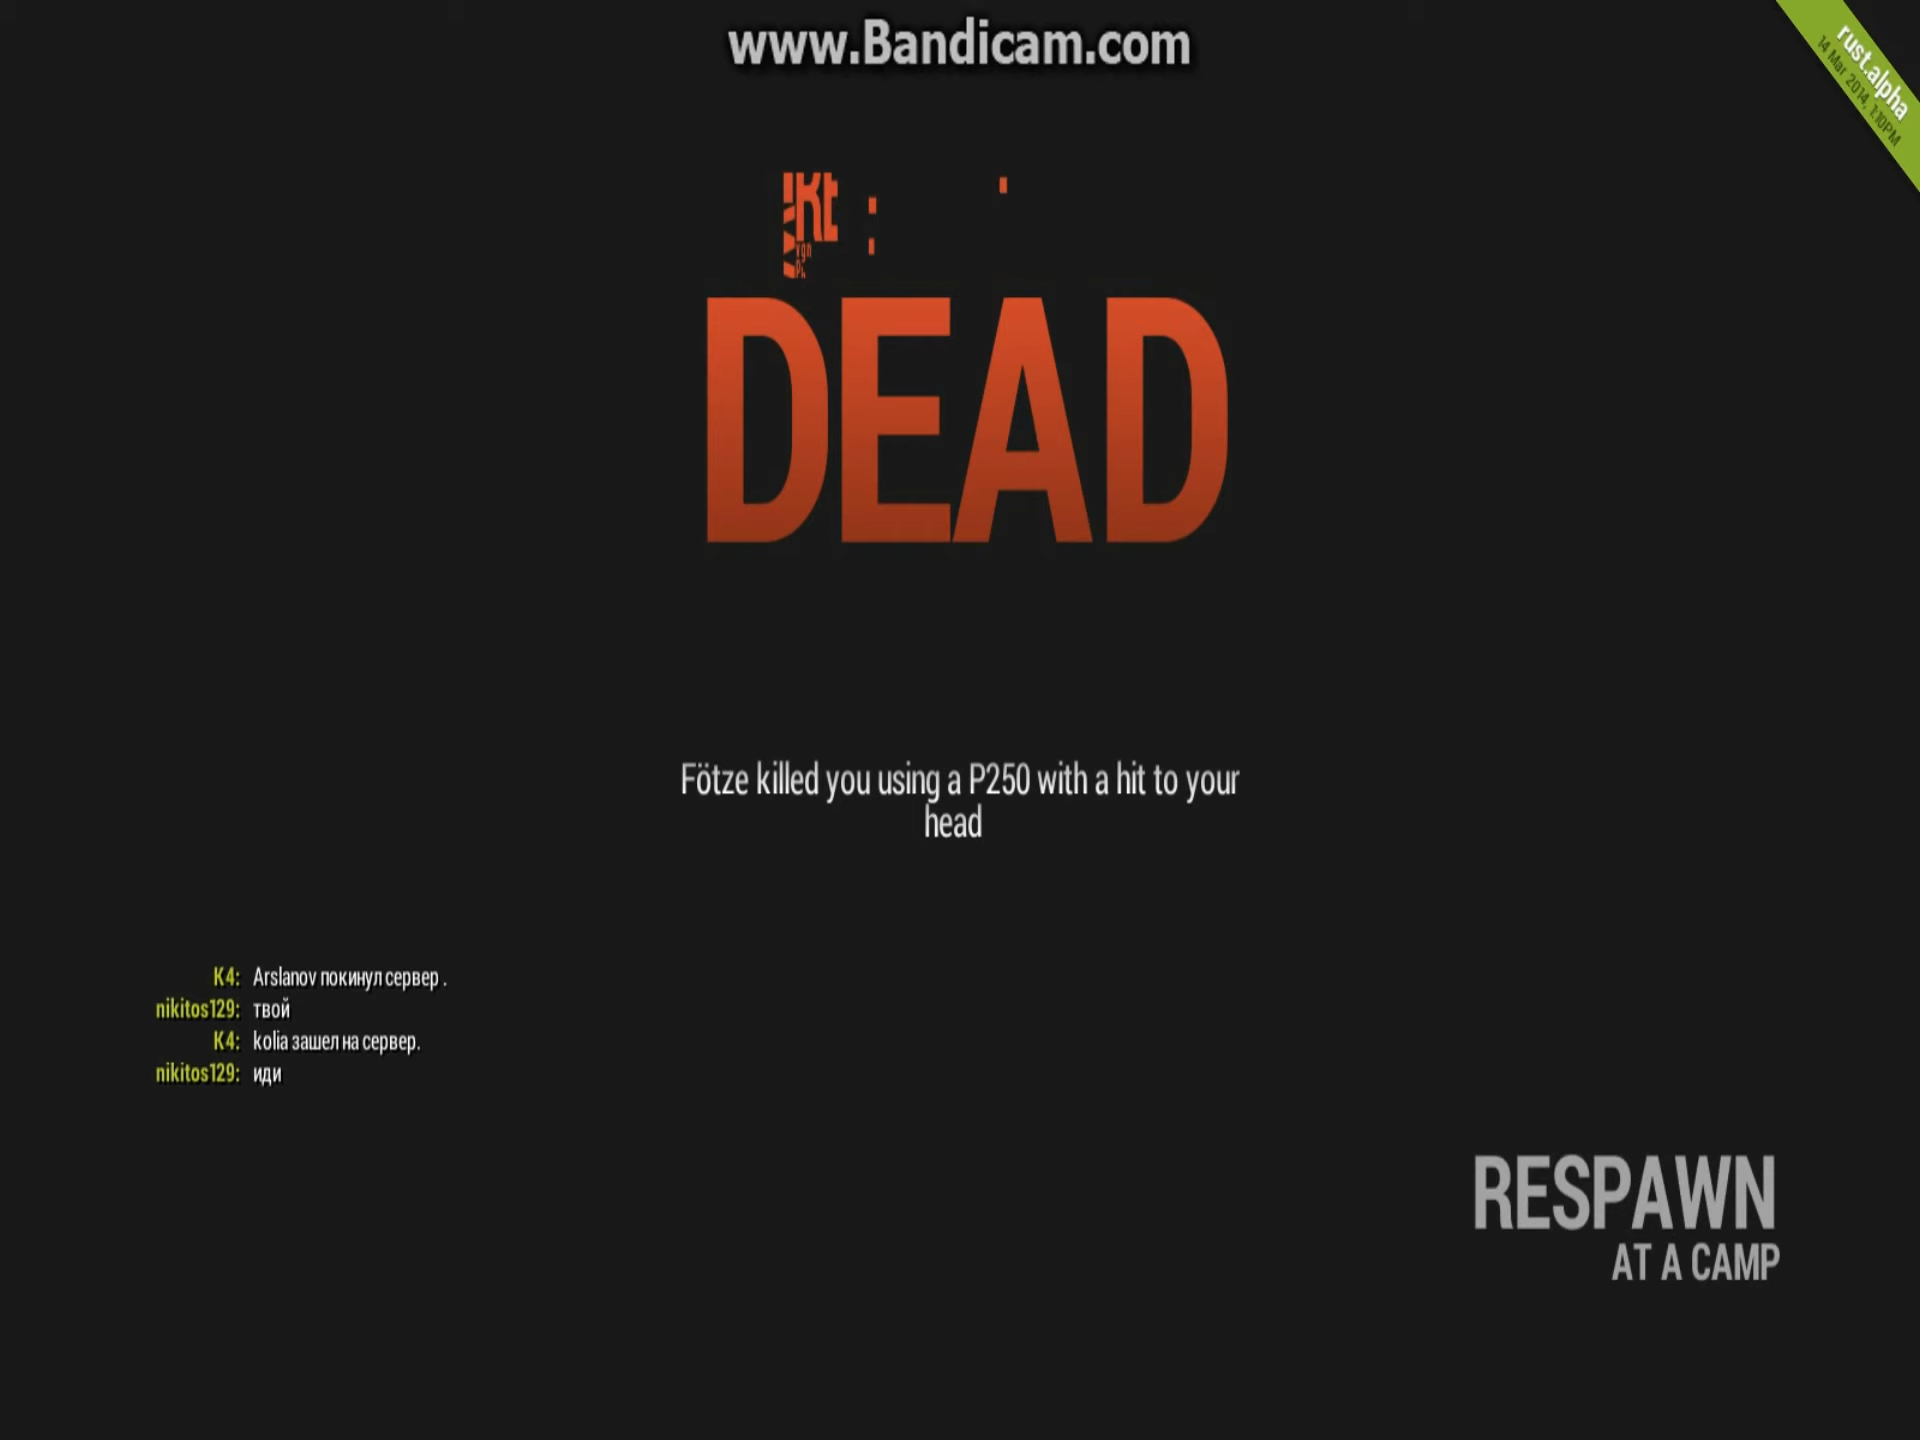 www.Bandicam.com
rust.alpha
14 Mar 2014, 1:10PM
DEAD
Fötze killed you using a P250 with a hit to your
head
K4: Arslanov покинул сервер .
nikitos129: твой
K4: kolia зашел на сервер.
nikitos129: иди
RESPAWN
AT A CAMP